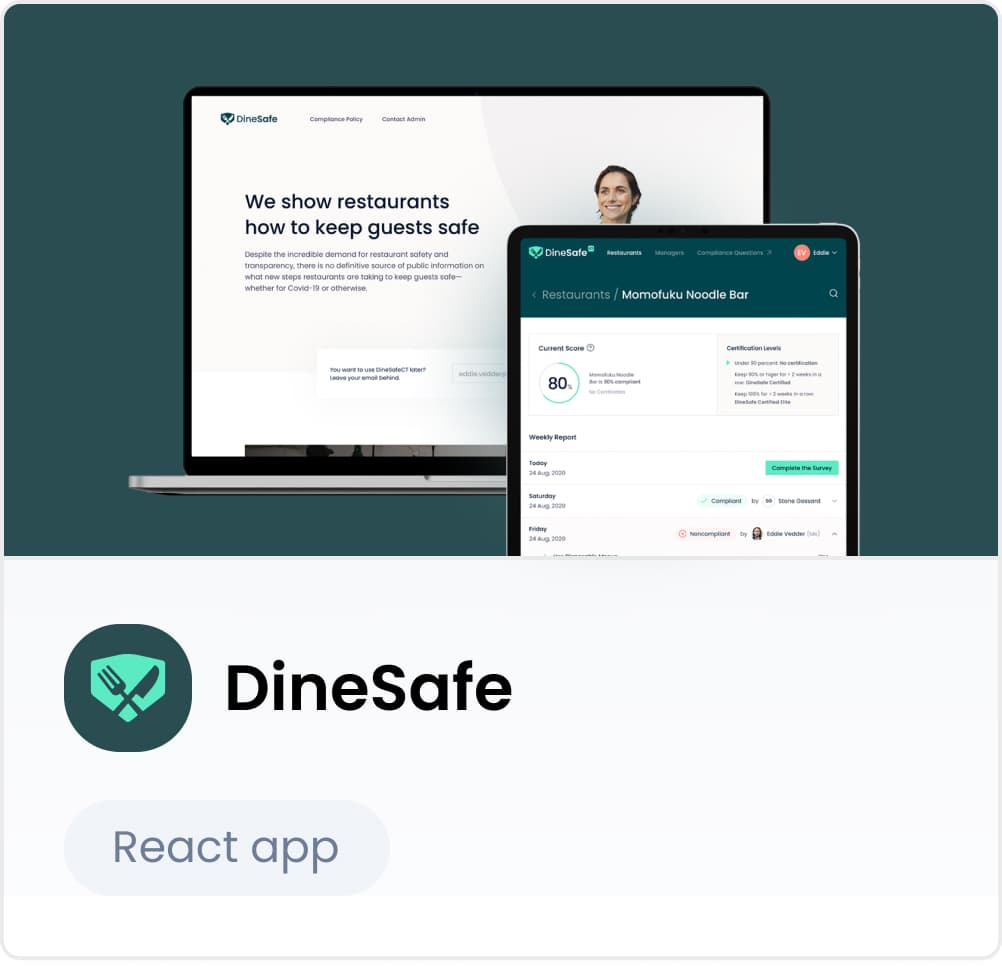 DineSafe
Compliance Policy
Contact Admin
We show restaurants
how to keep guests safe
Despite the incredible demand for restaurant safety and
transparency, there is no definitive source of public information on
what new steps restaurants are taking to keep guests safe—
whether for Covid-19 or otherwise.
You want to use DineSafeCT later?
Leave your email behind.
eddie.vedder@
DineSafe
Restaurants
Managers
Compliance Questions
EV
Eddie
Restaurants / Momofuku Noodle Bar
Current Score
80%
Momofuku Noodle
Bar is 80% compliant
No Certification
Certification Levels
Under 90 percent: No certification
Keep 90% or higer for > 2 weeks in a
row: DineSafe Certified
Keep 100% for > 2 weeks in a row:
DineSafe Certified Elite
Weekly Report
Today
24 Aug, 2020
Complete the Survey
Saturday
24 Aug, 2020
Compliant
by
SG
Stone Gossard
Friday
24 Aug, 2020
Noncompliant
by
Eddie Vedder (Me)
DineSafe
React app